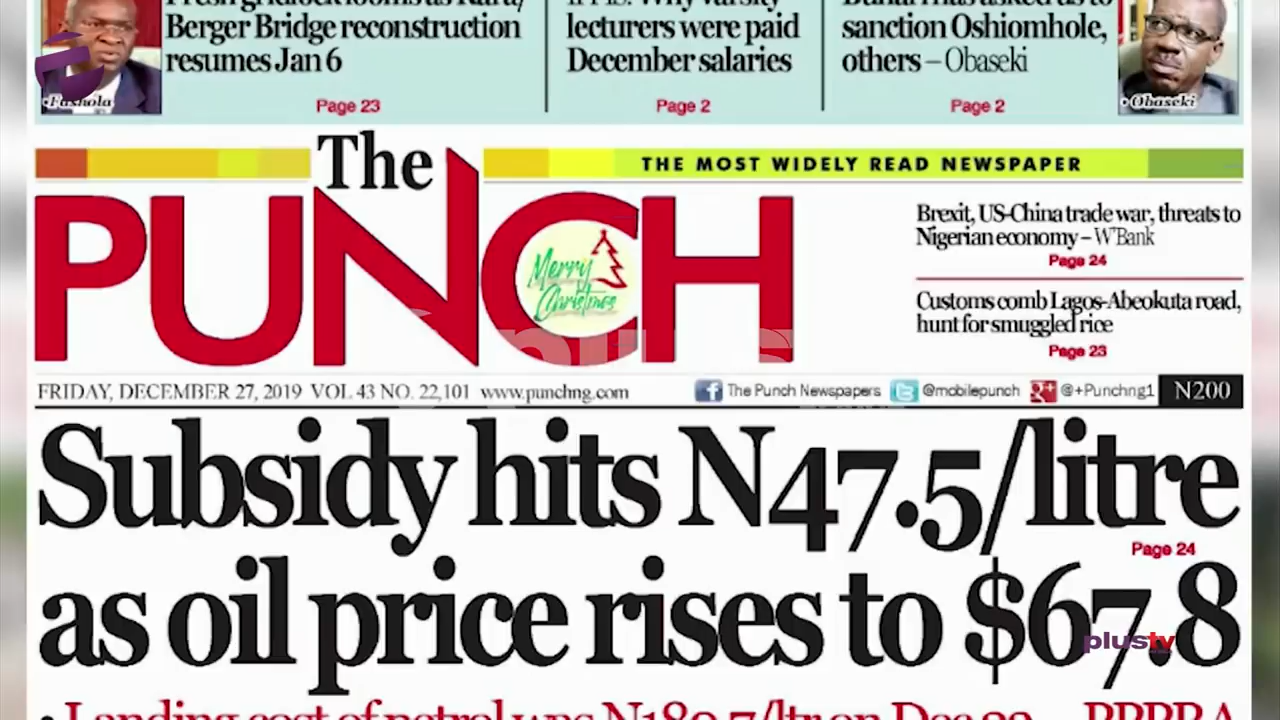 Berger Bridge reconstruction
resumes Jan 6
Page 23
lecturers were paid
December salaries
Page 2
sanction Oshiomhole,
others – Obaseki
Page 2
•Fashola
•Obaseki
The
PUNCH
Merry
Christmas
THE MOST WIDELY READ NEWSPAPER
Brexit, US-China trade war, threats to
Nigerian economy – W'Bank
Page 24
Customs comb Lagos-Abeokuta road,
hunt for smuggled rice
Page 23
FRIDAY, DECEMBER 27, 2019 VOL. 43 NO. 22,101 www.punchng.com
The Punch Newspapers @mobilepunch @+Punchng1 N200
Subsidy hits N47.5/litre
Page 24
as oil price rises to $67.8
plustv